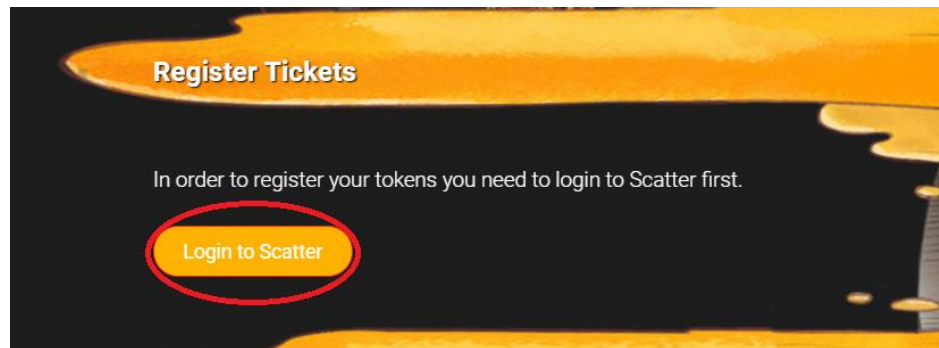 Register Tickets
In order to register your tokens you need to login to Scatter first.
Login to Scatter